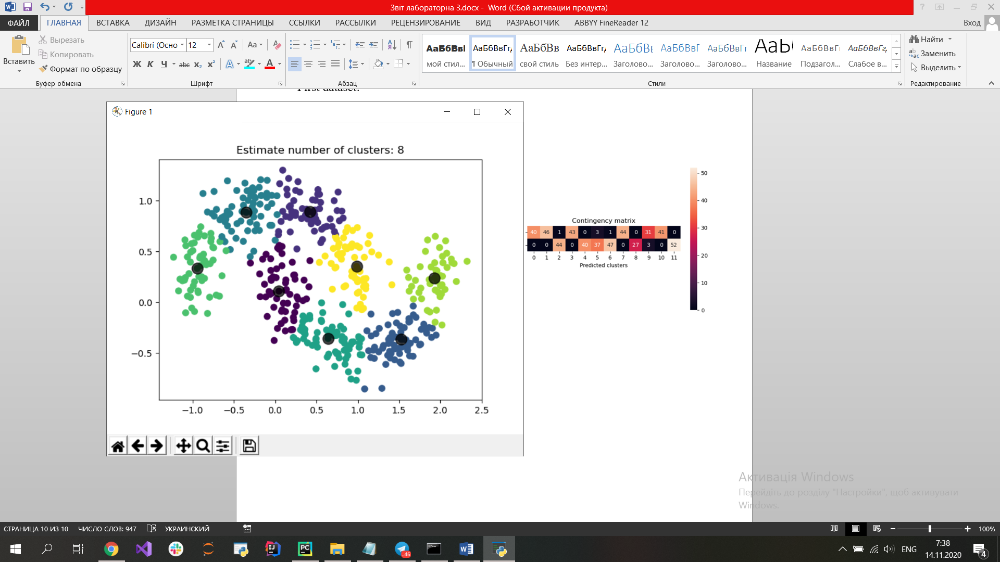 Звіт лабораторна 3.docx - Word (Сбой активации продукта)
ФАЙЛ ГЛАВНАЯ ВСТАВКА ДИЗАЙН РАЗМЕТКА СТРАНИЦЫ ССЫЛКИ РАССЫЛКИ РЕЦЕНЗИРОВАНИЕ ВИД РАЗРАБОТЧИК ABBYY FineReader 12 Вход
Вставить
Вырезать
Копировать
Формат по образцу
Буфер обмена
Calibri (Осно 12
Ж К Ч abc x₂ x²
Шрифт
Абзац
АаБбВвІ АаБбВвГг, АаБбВв АаБбВвГг, АаБбВв АаБбВвГ АаБбВвГг АаБ АаБбВвГг АаБбВвГг,
мой стил... ¶ Обычный свой стиль Без интер... Заголово... Заголово... Заголово... Название Подзагол... Слабое в...
Стили
Найти
Заменить
Выделить
Редактирование
First dataset:
Figure 1
Estimate number of clusters: 8
1.0
0.5
0.0
−0.5
−1.0 −0.5 0.0 0.5 1.0 1.5 2.0 2.5
Contingency matrix
40 46 1 43 0 3 1 44 0 31 41 0
0 0 44 0 40 37 47 0 27 3 0 52
0 1 2 3 4 5 6 7 8 9 10 11
Predicted clusters
50
40
30
20
10
0
Активація Windows
Перейдіть до розділу "Настройки", щоб активувати
Windows.
СТРАНИЦА 10 ИЗ 10 ЧИСЛО СЛОВ: 947 УКРАИНСКИЙ 100%
..46
ENG
7:38
14.11.2020
4